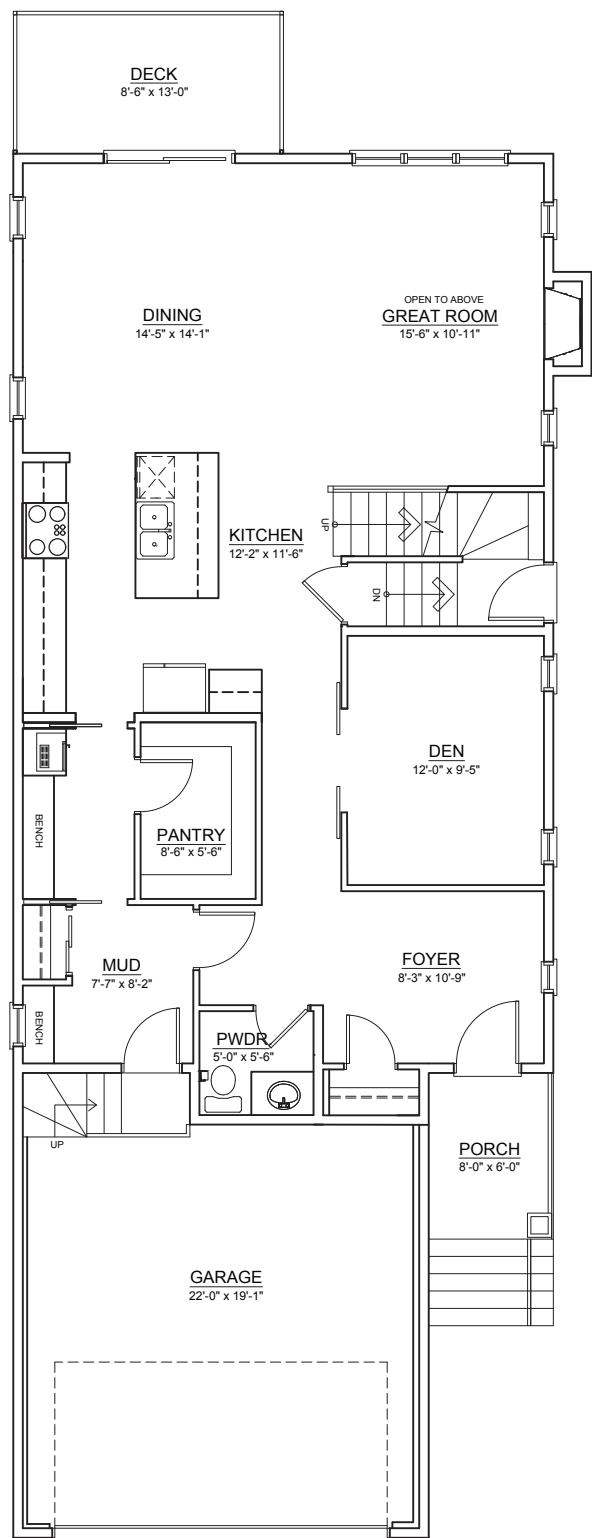 DECK
8'-6" x 13'-0"
DINING
14'-5" x 14'-1"
OPEN TO ABOVE
GREAT ROOM
15'-6" x 10'-11"
KITCHEN
12'-2" x 11'-6"
UP
DN
DEN
12'-0" x 9'-5"
BENCH
PANTRY
8'-6" x 5'-6"
MUD
7'-7" x 8'-2"
FOYER
8'-3" x 10'-9"
BENCH
PWDR
5'-0" x 5'-6"
UP
PORCH
8'-0" x 6'-0"
GARAGE
22'-0" x 19'-1"